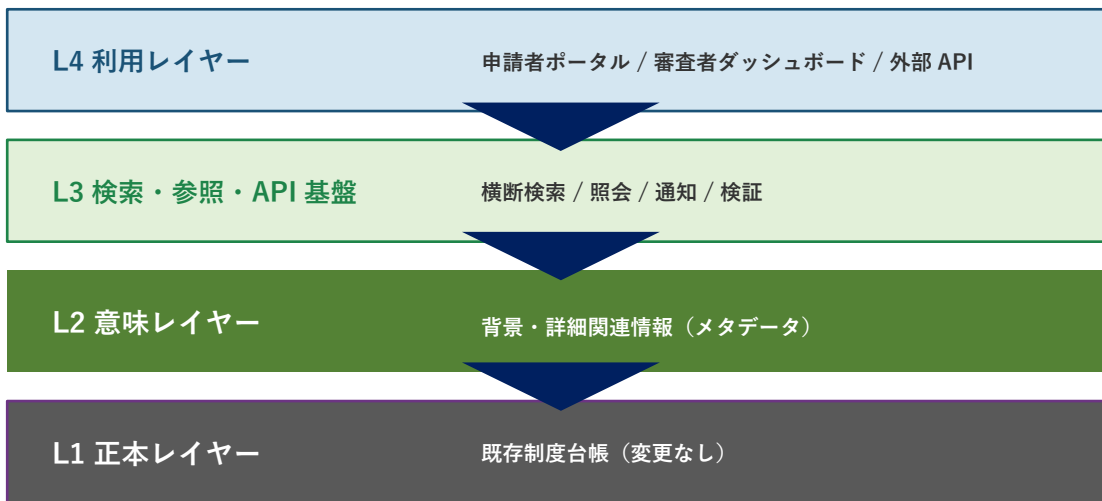 L4 利用レイヤー
申請者ポータル / 審査者ダッシュボード / 外部 API
L3 検索・参照・API 基盤
横断検索 / 照会 / 通知 / 検証
L2 意味レイヤー
背景・詳細関連情報（メタデータ）
L1 正本レイヤー
既存制度台帳（変更なし）